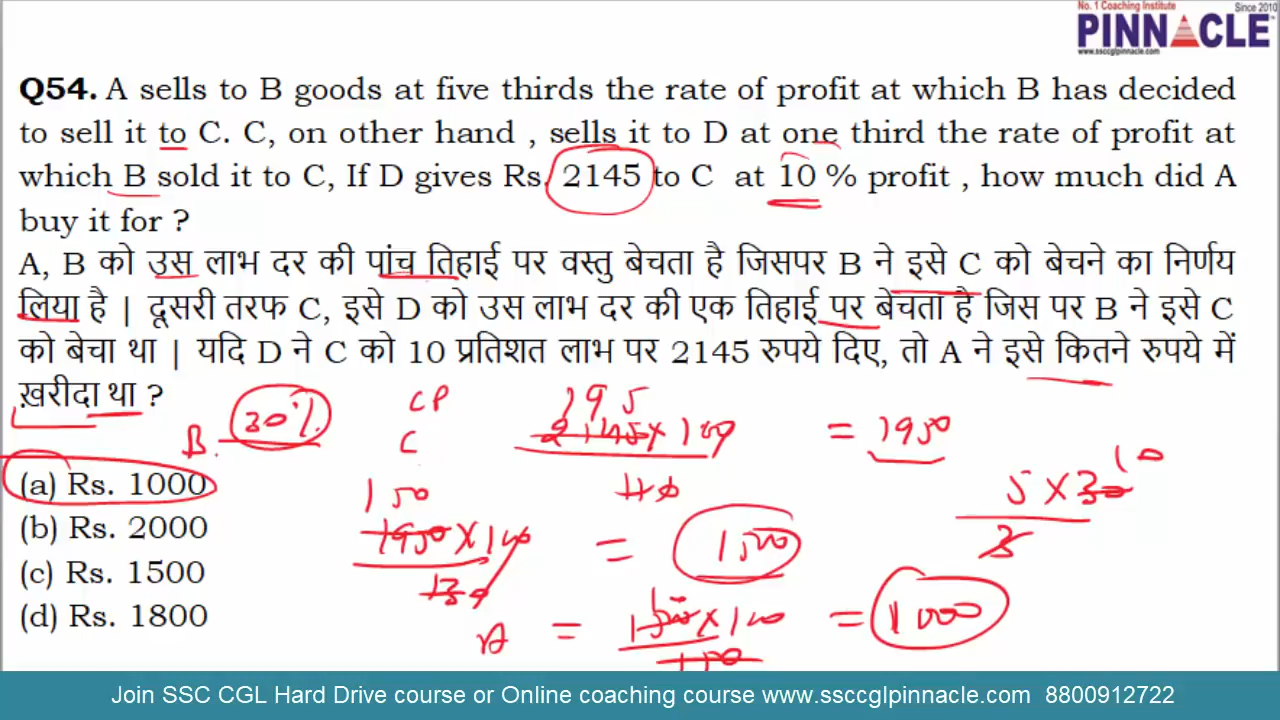 No. 1 Coaching Institute
Since 2010
PINNACLE
www.ssccglpinnacle.com
Q54. A sells to B goods at five thirds the rate of profit at which B has decided
to sell it to C. C, on other hand , sells it to D at one third the rate of profit at
which B sold it to C, If D gives Rs. 2145 to C at 10 % profit , how much did A
buy it for ?
A, B को उस लाभ दर की पांच तिहाई पर वस्तु बेचता है जिसपर B ने इसे C को बेचने का निर्णय
लिया है | दूसरी तरफ C, इसे D को उस लाभ दर की एक तिहाई पर बेचता है जिस पर B ने इसे C
को बेचा था | यदि D ने C को 10 प्रतिशत लाभ पर 2145 रुपये दिए, तो A ने इसे कितने रुपये में
ख़रीदा था ?
B 30%
CP
C
195
2145 × 100
110
= 1950
(a) Rs. 1000
150
1950 × 100
130
= 1500
10
5 × 30
3
(b) Rs. 2000
(c) Rs. 1500
(d) Rs. 1800
A = 1500 × 100
150
= 1000
Join SSC CGL Hard Drive course or Online coaching course www.ssccglpinnacle.com 8800912722